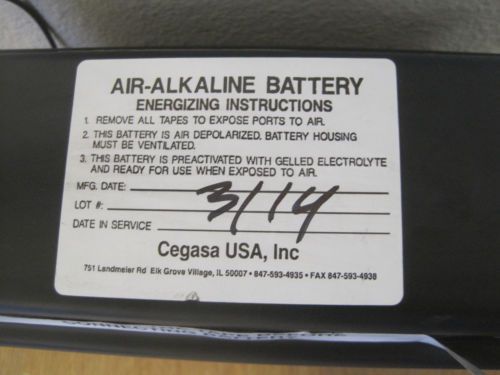 AIR-ALKALINE BATTERY
ENERGIZING INSTRUCTIONS
1. REMOVE ALL TAPES TO EXPOSE PORTS TO AIR.
2. THIS BATTERY IS AIR DEPOLARIZED. BATTERY HOUSING
MUST BE VENTILATED.
3. THIS BATTERY IS PREACTIVATED WITH GELLED ELECTROLYTE
AND READY FOR USE WHEN EXPOSED TO AIR.
MFG. DATE:
LOT #: 3/14
DATE IN SERVICE
Cegasa USA, Inc
751 Landmeier Rd Elk Grove Village, IL 50007 • 847-593-4935 • FAX 847-593-4938